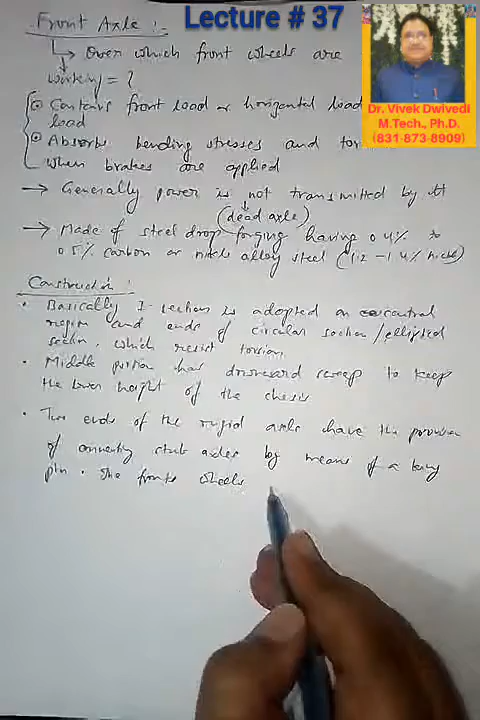 Lecture # 37
Front Axle :-
Dr. Vivek Dwivedi
M.Tech., Ph.D.
(831-873-8909)
↳ Over which front wheels are
working = ?
⊙ Contains front load or horizontal load
load
⊙ Absorbs bending stresses and tor
when brakes are applied
→ Generally power is not transmitted by it
(dead axle)
→ Made of steel drop forging having 0.4% to
0.5% carbon or nickle alloy steel (1.2 - 1.4% nickel)
Construction :
• Basically I-section is adopted on central
region and ends of circular section/elliptical
section, which resist torsion
• Middle portion has downward sweep to keep
the lower height of the chasis
• Two ends of the rigid axle have the provision
of connecting stub axles by means of a king
pin. The fronts wheels